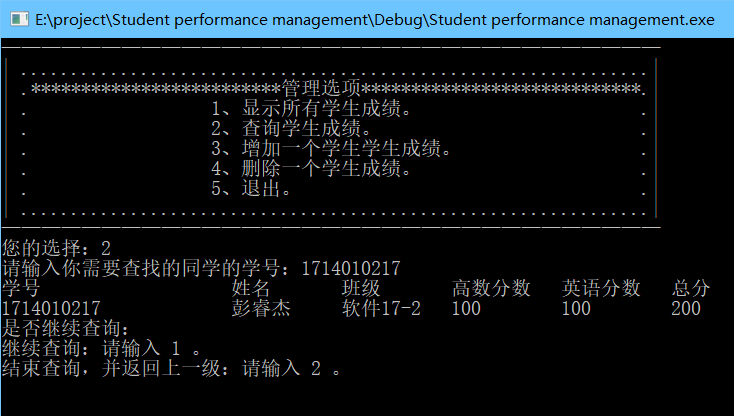 E:\project\Student performance management\Debug\Student performance management.exe
.................................................................
.*************************管理选项****************************.
. 1、显示所有学生成绩。 .
. 2、查询学生成绩。 .
. 3、增加一个学生学生成绩。 .
. 4、删除一个学生成绩。 .
. 5、退出。 .
.................................................................
您的选择：2
请输入你需要查找的同学的学号：1714010217
学号 姓名 班级 高数分数 英语分数 总分
1714010217 彭睿杰 软件17-2 100 100 200
是否继续查询：
继续查询：请输入 1 。
结束查询，并返回上一级：请输入 2 。